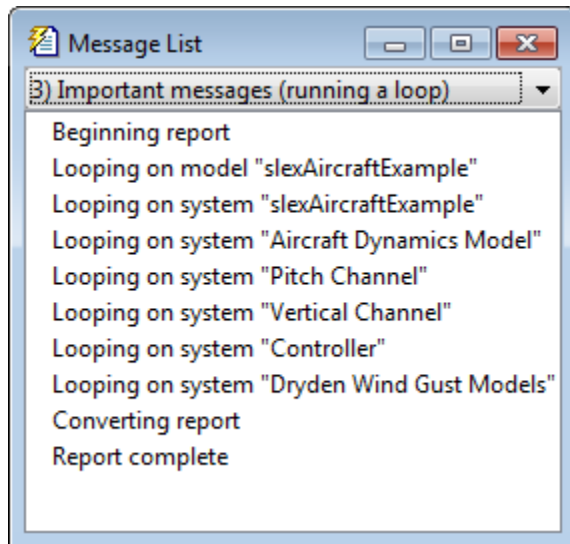 Message List
3) Important messages (running a loop)
Beginning report
Looping on model "slexAircraftExample"
Looping on system "slexAircraftExample"
Looping on system "Aircraft Dynamics Model"
Looping on system "Pitch Channel"
Looping on system "Vertical Channel"
Looping on system "Controller"
Looping on system "Dryden Wind Gust Models"
Converting report
Report complete